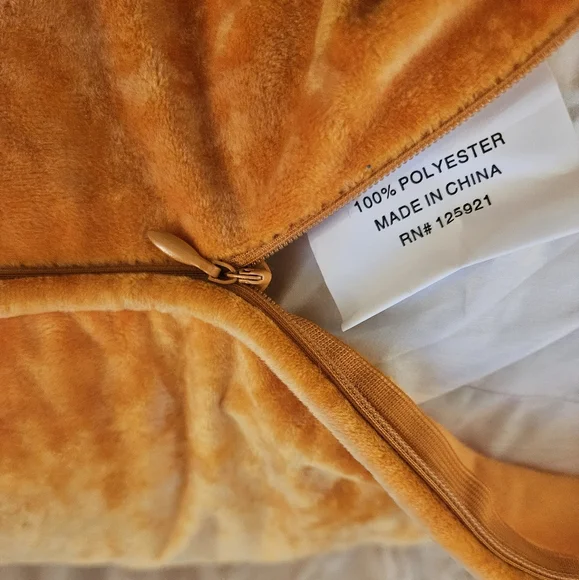 100% POLYESTER
MADE IN CHINA
RN# 125921